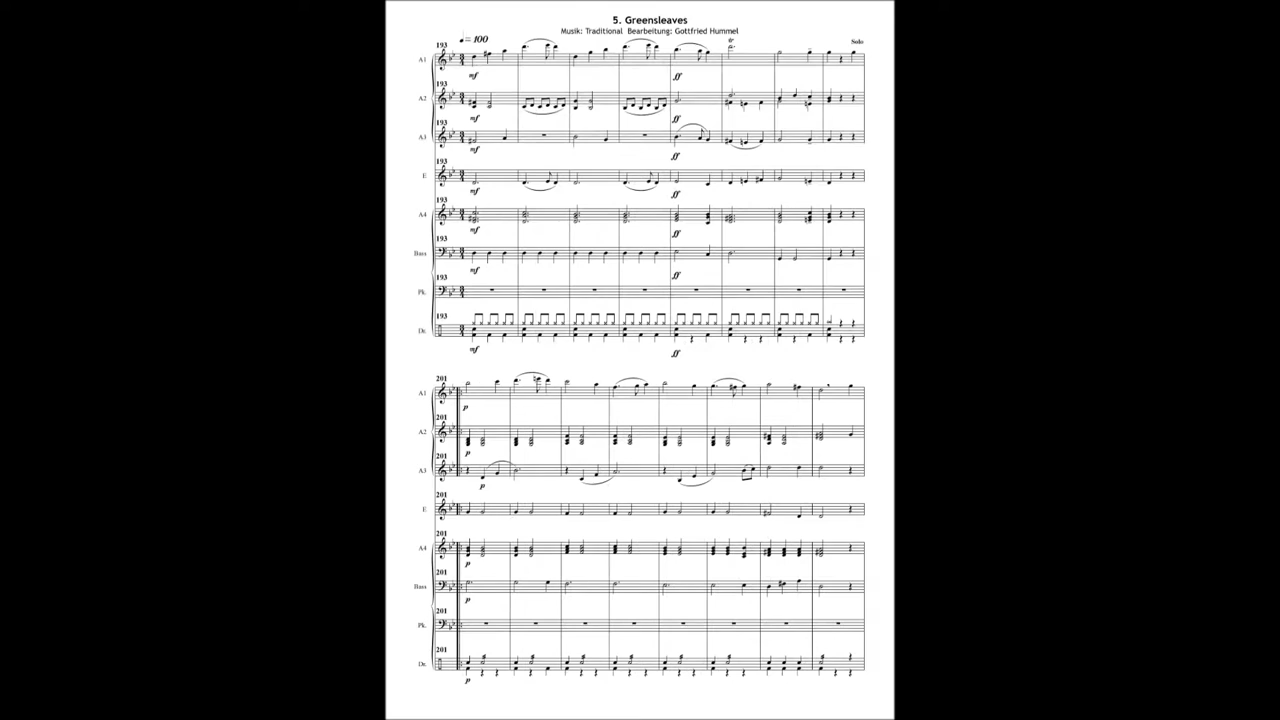 5. Greensleaves
Musik: Traditional Bearbeitung: Gottfried Hummel
♩= 100
193
Solo
A1
mf
ff
193
A2
mf
ff
193
A3
mf
ff
193
E
mf
ff
193
A4
mf
ff
193
Bass
mf
ff
193
Pk.
193
Dr.
mf
ff
201
A1
p
201
A2
p
201
A3
p
201
E
201
A4
p
201
Bass
p
201
Pk.
201
Dr.
p